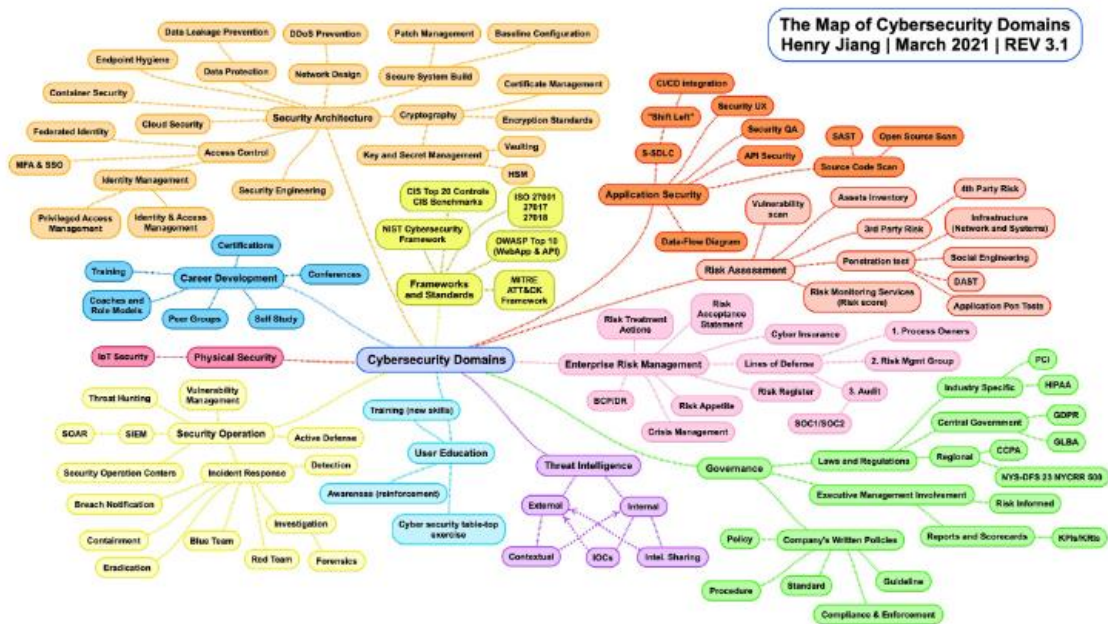 The Map of Cybersecurity Domains
Henry Jiang | March 2021 | REV 3.1
Data Leakage Prevention
DDoS Prevention
Patch Management
Baseline Configuration
Endpoint Hygiene
Data Protection
Network Design
Secure System Build
Container Security
Certificate Management
Cloud Security
Security Architecture
Cryptography
Encryption Standards
Federated Identity
Access Control
Vaulting
MFA & SSO
Key and Secret Management
HSM
Identity Management
Security Engineering
Privileged Access
Management
Identity & Access
Management
CI/CD integration
"Shift Left"
Security UX
S-SDLC
Security QA
SAST
Open Source Scan
API Security
Source Code Scan
Application Security
Data-Flow Diagram
CIS Top 20 Controls
CIS Benchmarks
ISO 27001
27017
27018
NIST Cybersecurity
Framework
OWASP Top 10
(WebApp & API)
Frameworks
and Standards
MITRE
ATT&CK
Framework
Vulnerability
scan
Assets Inventory
4th Party Risk
3rd Party Risk
Infrastructure
(Network and Systems)
Risk Assessment
Penetration test
Social Engineering
DAST
Risk Monitoring Services
(Risk score)
Application Pen Tests
Certifications
Training
Career Development
Conferences
Coaches and
Role Models
Peer Groups
Self Study
IoT Security
Physical Security
Cybersecurity Domains
Risk Treatment
Actions
Risk
Acceptance
Statement
Cyber Insurance
1. Process Owners
Enterprise Risk Management
Lines of Defense
2. Risk Mgmt Group
BCP/DR
Risk Register
3. Audit
Risk Appetite
Crisis Management
SOC1/SOC2
Vulnerability
Management
Threat Hunting
SOAR
SIEM
Security Operation
Active Defense
Security Operation Centers
Incident Response
Detection
Breach Notification
Investigation
Containment
Blue Team
Eradication
Red Team
Forensics
Training (new skills)
User Education
Awareness (reinforcement)
Cyber security table-top
exercise
Threat Intelligence
External
Internal
Contextual
IOCs
Intel. Sharing
PCI
Industry Specific
HIPAA
Central Government
GDPR
GLBA
Governance
Laws and Regulations
Regional
CCPA
NYS-DFS 23 NYCRR 500
Executive Management Involvement
Risk Informed
Reports and Scorecards
KPIs/KRIs
Policy
Company's Written Policies
Procedure
Standard
Guideline
Compliance & Enforcement